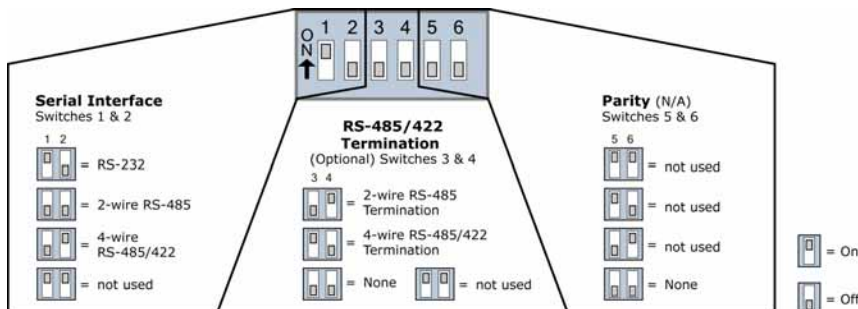 ON
1 2 3 4 5 6
Serial Interface
Switches 1 & 2
1 2
= RS-232
= 2-wire RS-485
= 4-wire
RS-485/422
= not used
RS-485/422
Termination
(Optional) Switches 3 & 4
3 4
= 2-wire RS-485
Termination
= 4-wire RS-485/422
Termination
= None
= not used
Parity (N/A)
Switches 5 & 6
5 6
= not used
= not used
= not used
= None
= On
= Off